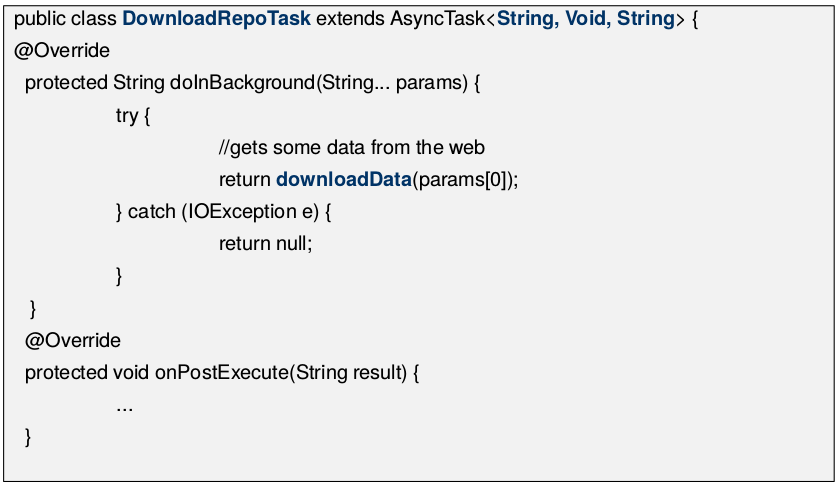 public class DownloadRepoTask extends AsyncTask<String, Void, String> {
@Override
protected String doInBackground(String... params) {
try {
//gets some data from the web
return downloadData(params[0]);
} catch (IOException e) {
return null;
}
}
@Override
protected void onPostExecute(String result) {
...
}